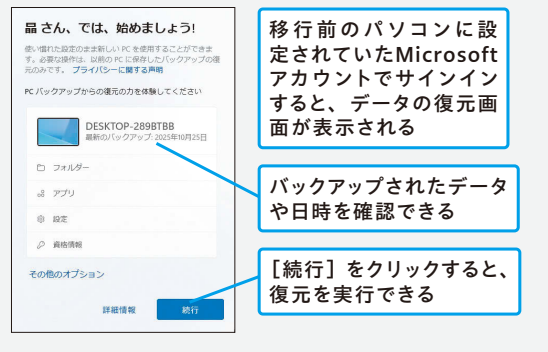 晶 さん、では、始めましょう!
使い慣れた設定のまま新しい PC を使用することができま
す。必要な操作は、以前の PC に保存したバックアップの復
元のみです。 プライバシーに関する声明
PC バックアップからの復元の力を体験してください
DESKTOP-289BTBB
最新のバックアップ: 2025年10月25日
フォルダー
アプリ
設定
資格情報
その他のオプション
詳細情報
続行
移行前のパソコンに設
定されていたMicrosoft
アカウントでサインイン
すると、データの復元画
面が表示される
バックアップされたデータ
や日時を確認できる
[続行]をクリックすると、
復元を実行できる